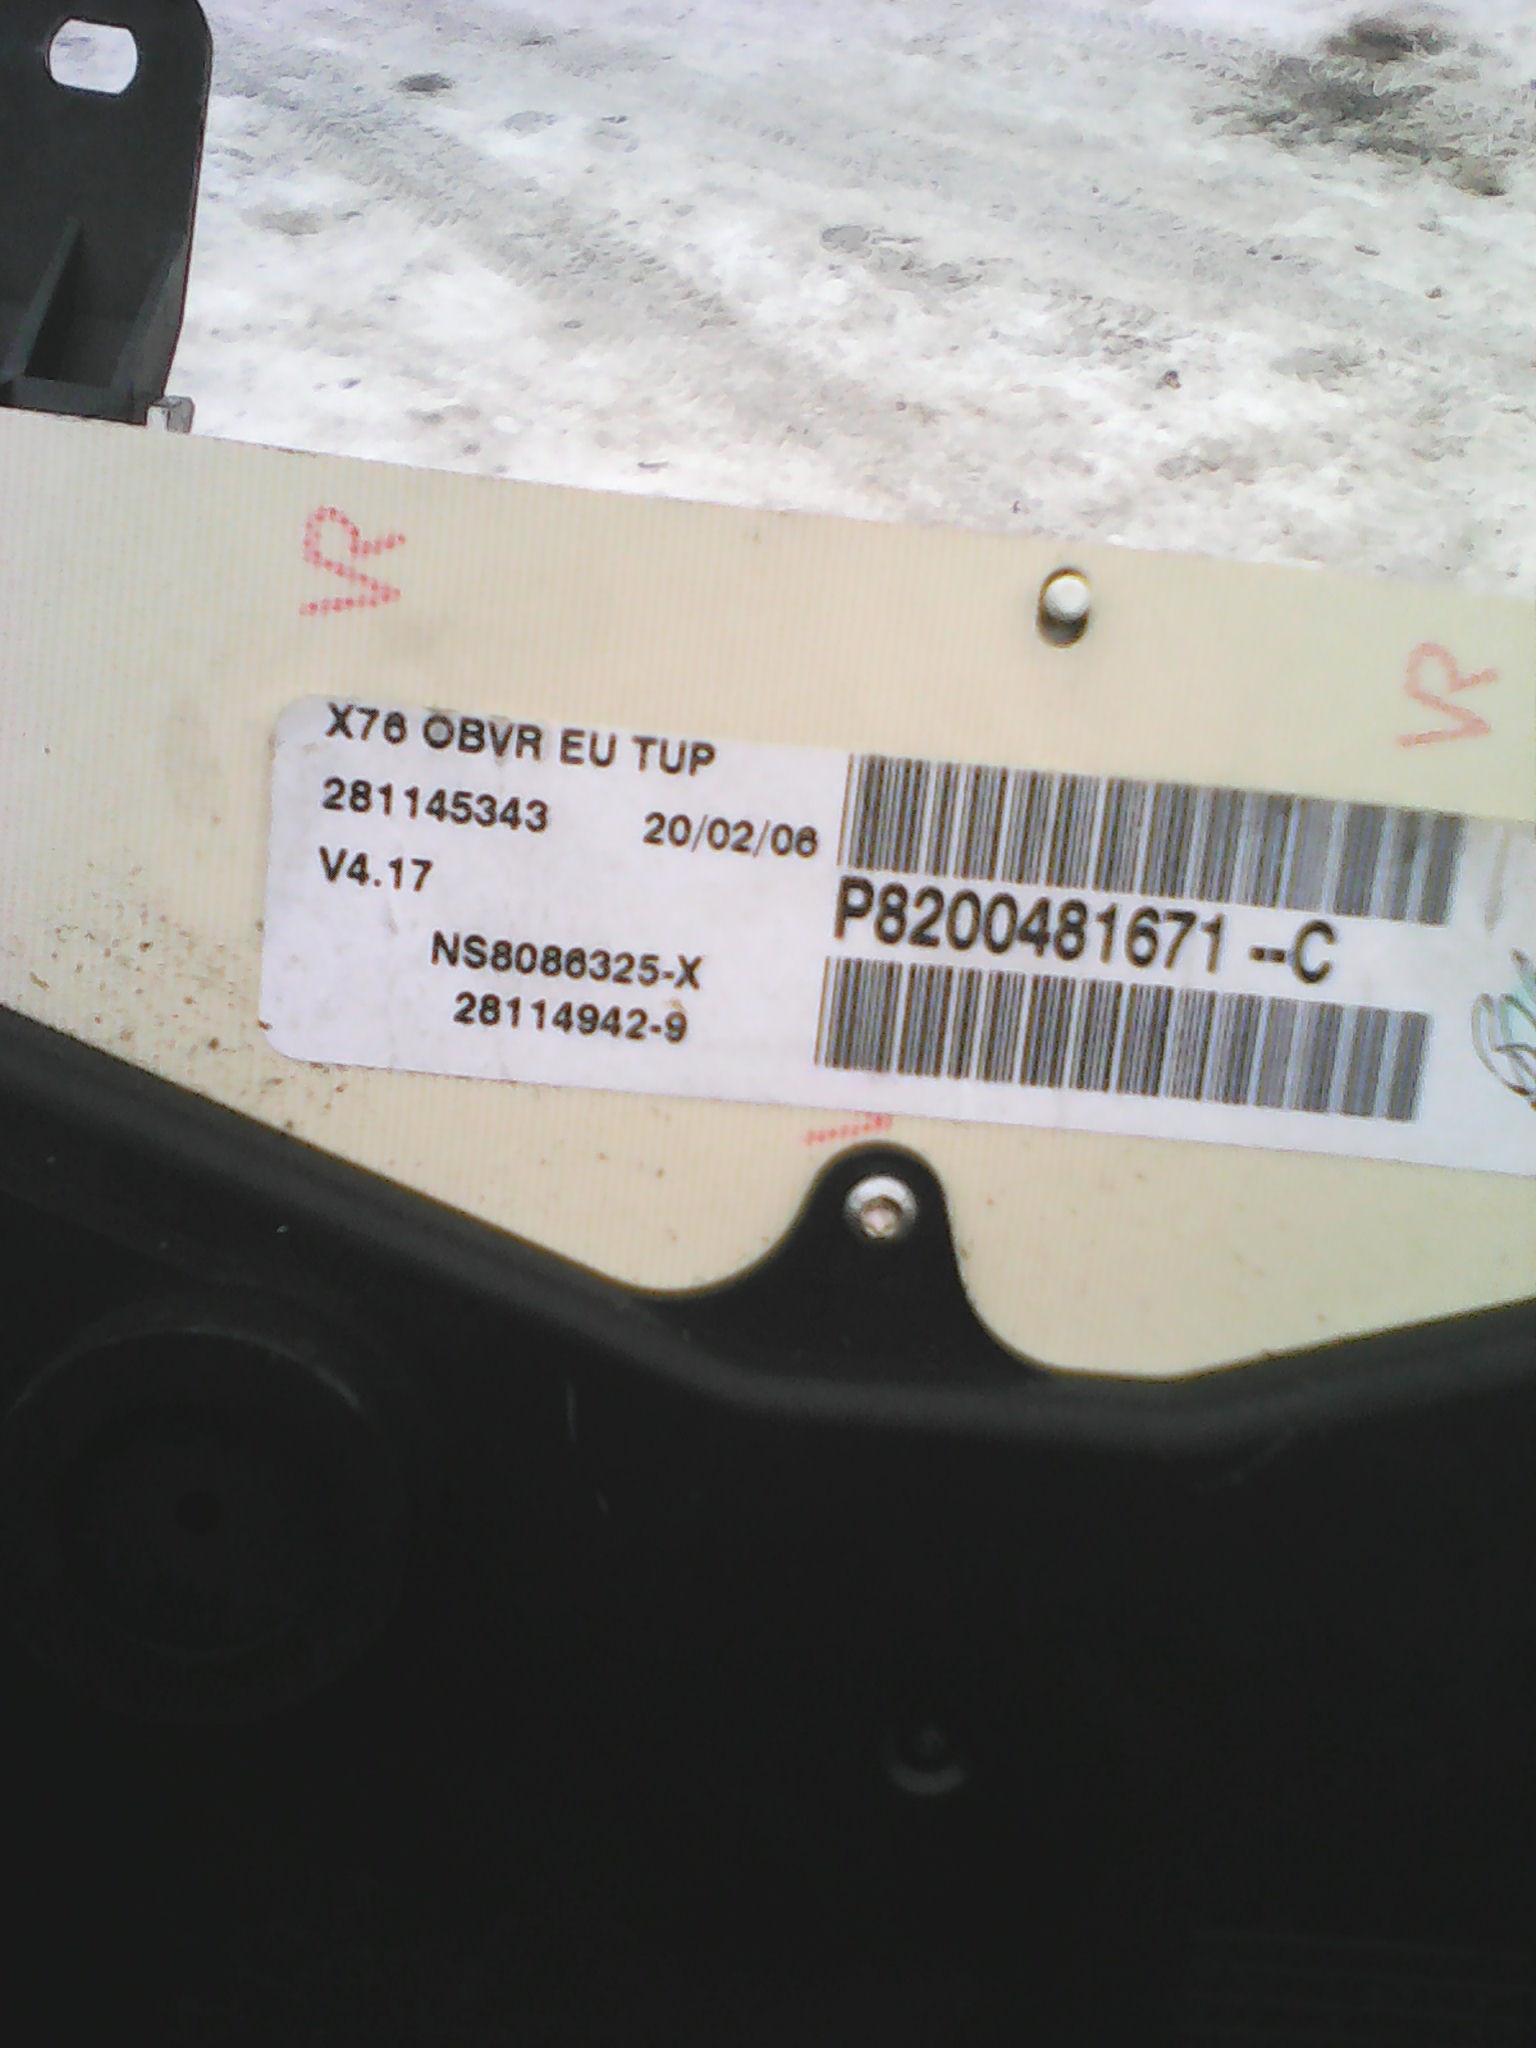 VR
VR
X76 OBVR EU TUP
281145343 20/02/06
V4.17
P8200481671 --C
NS8086325-X
28114942-9